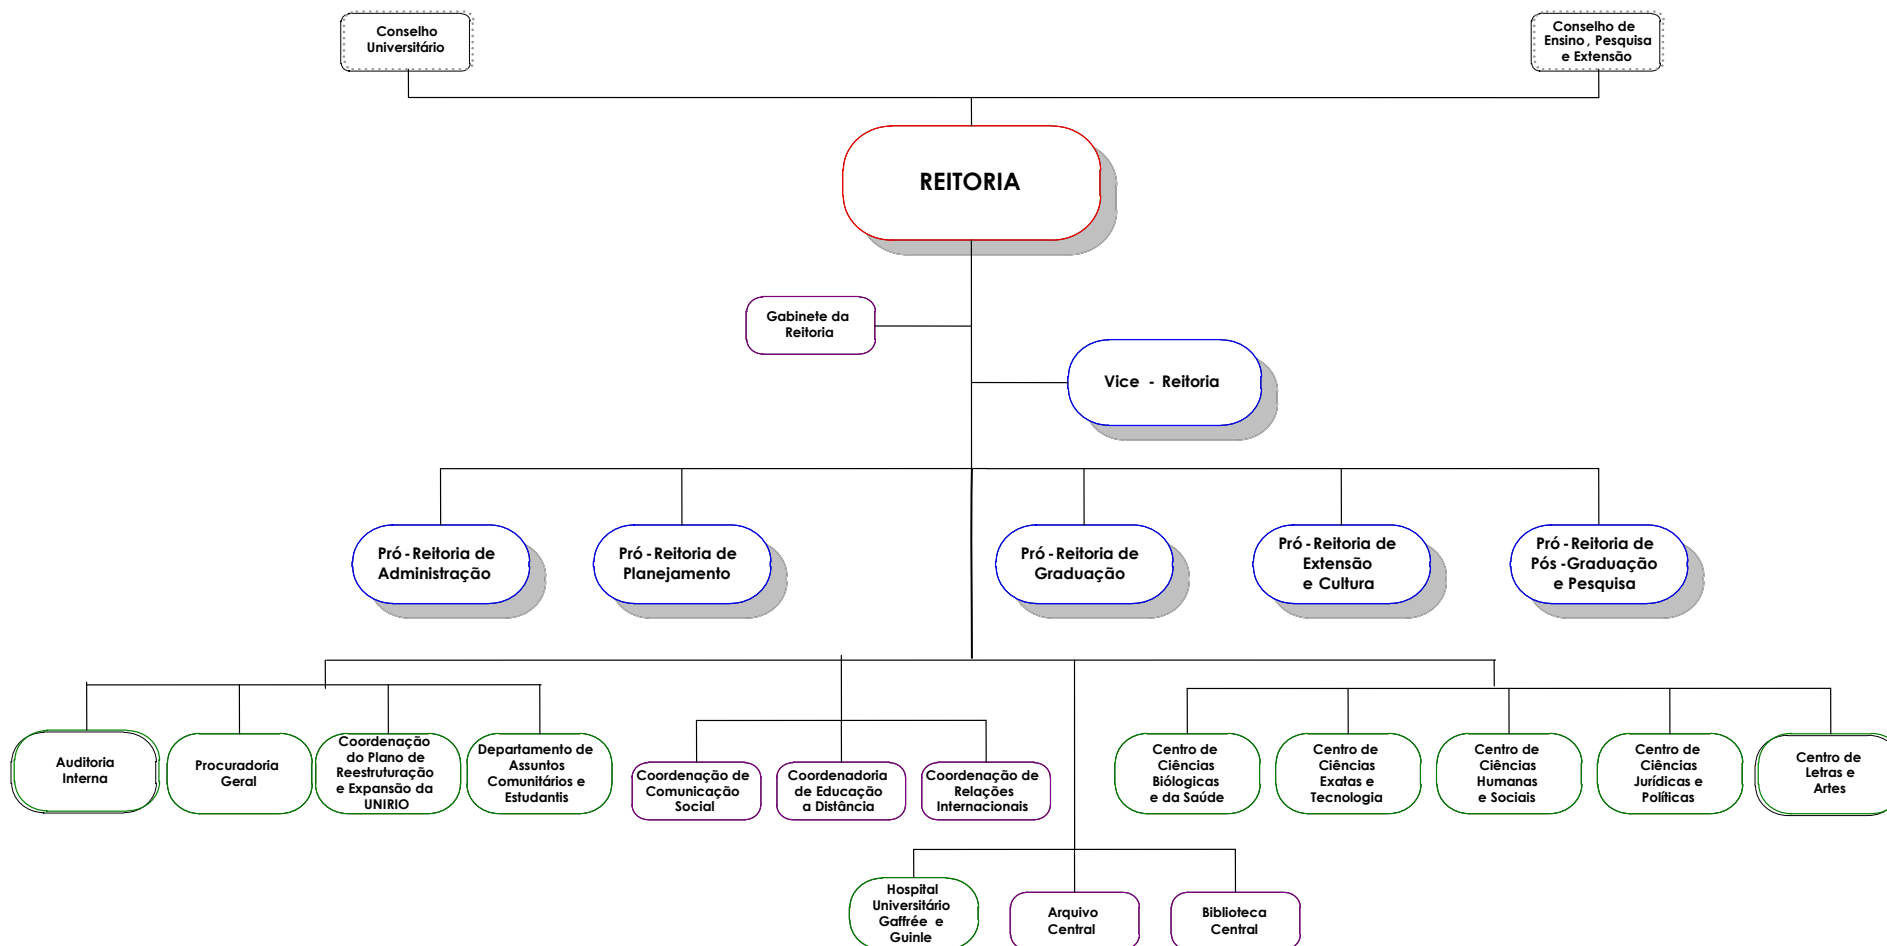 Conselho
Universitário
Conselho de
Ensino, Pesquisa
e Extensão
REITORIA
Gabinete da
Reitoria
Vice - Reitoria
Pró-Reitoria de
Administração
Pró-Reitoria de
Planejamento
Pró-Reitoria de
Graduação
Pró-Reitoria de
Extensão
e Cultura
Pró-Reitoria de
Pós-Graduação
e Pesquisa
Auditoria
Interna
Procuradoria
Geral
Coordenação
do Plano de
Reestruturação
e Expansão da
UNIRIO
Departamento de
Assuntos
Comunitários e
Estudantis
Coordenação de
Comunicação
Social
Coordenadoria
de Educação
a Distância
Coordenação de
Relações
Internacionais
Centro de
Ciências
Biólogicas
e da Saúde
Centro de
Ciências
Exatas e
Tecnologia
Centro de
Ciências
Humanas
e Sociais
Centro de
Ciências
Jurídicas e
Políticas
Centro de
Letras e
Artes
Hospital
Universitário
Gaffrée e
Guinle
Arquivo
Central
Biblioteca
Central